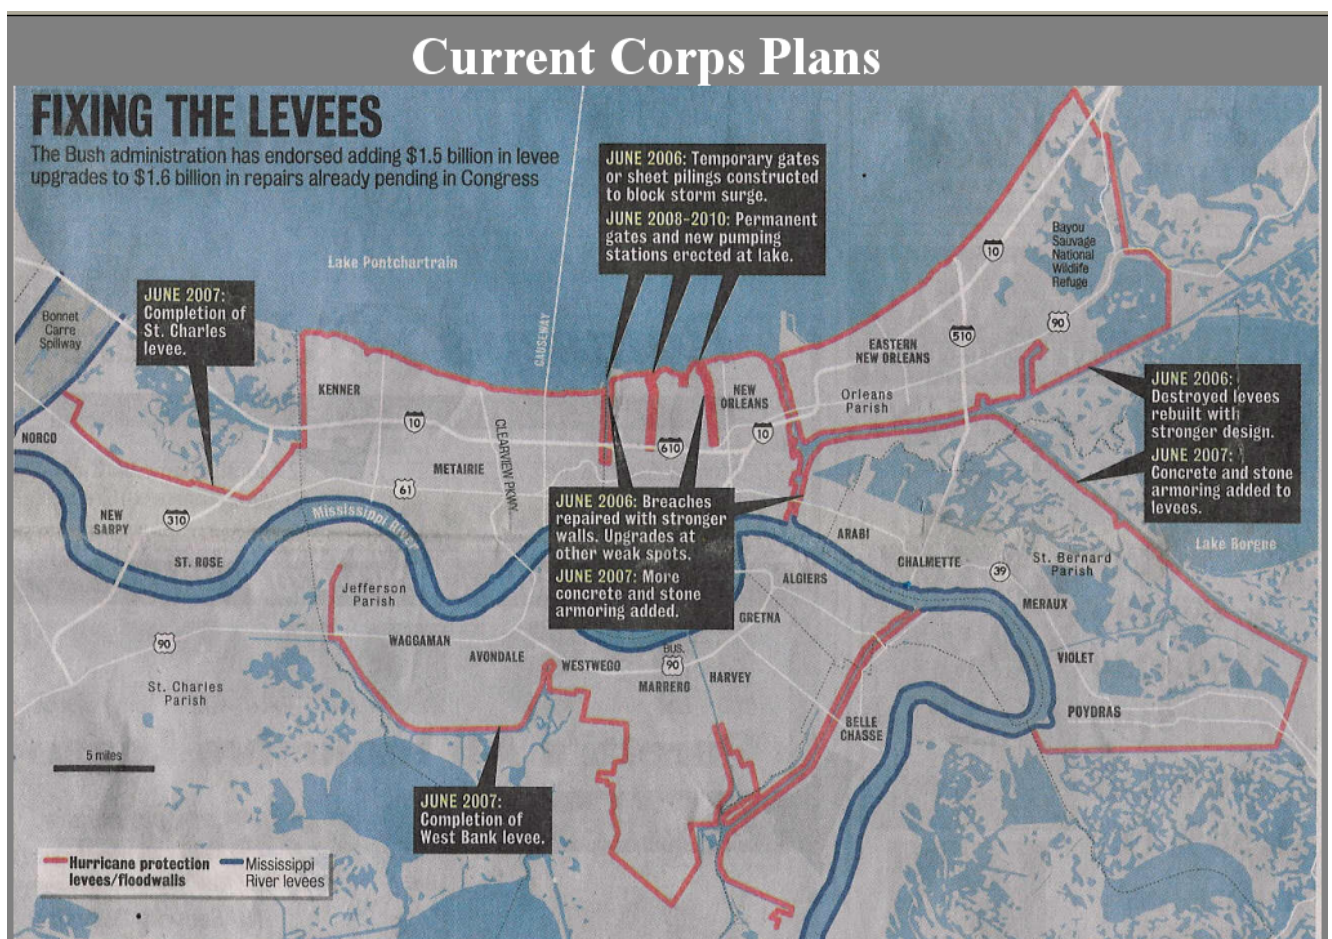 Current Corps Plans
FIXING THE LEVEES
The Bush administration has endorsed adding $1.5 billion in levee
upgrades to $1.6 billion in repairs already pending in Congress
JUNE 2006: Temporary gates
or sheet pilings constructed
to block storm surge.
JUNE 2008-2010: Permanent
gates and new pumping
stations erected at lake.
Lake Pontchartrain
CAUSEWAY
10
Bayou
Sauvage
National
Wildlife
Refuge
90
510
EASTERN
NEW ORLEANS
Bonnet
Carre
Spillway
JUNE 2007:
Completion of
St. Charles
levee.
KENNER
NEW
ORLEANS
Orleans
Parish
JUNE 2006:
Destroyed levees
rebuilt with
stronger design.
JUNE 2007:
Concrete and stone
armoring added to
levees.
NORCO
10
CLEARVIEW PKWY.
610
10
METAIRIE
61
NEW
SARPY
310
Mississippi River
ST. ROSE
JUNE 2006: Breaches
repaired with stronger
walls. Upgrades at
other weak spots.
JUNE 2007: More
concrete and stone
armoring added.
ARABI
CHALMETTE
39
St. Bernard
Parish
Lake Borgne
ALGIERS
MERAUX
GRETNA
Jefferson
Parish
WAGGAMAN
AVONDALE
WESTWEGO
BUS.
90
MARRERO
HARVEY
VIOLET
POYDRAS
BELLE
CHASSE
90
St. Charles
Parish
5 miles
JUNE 2007:
Completion of
West Bank levee.
Hurricane protection
levees/floodwalls
Mississippi
River levees